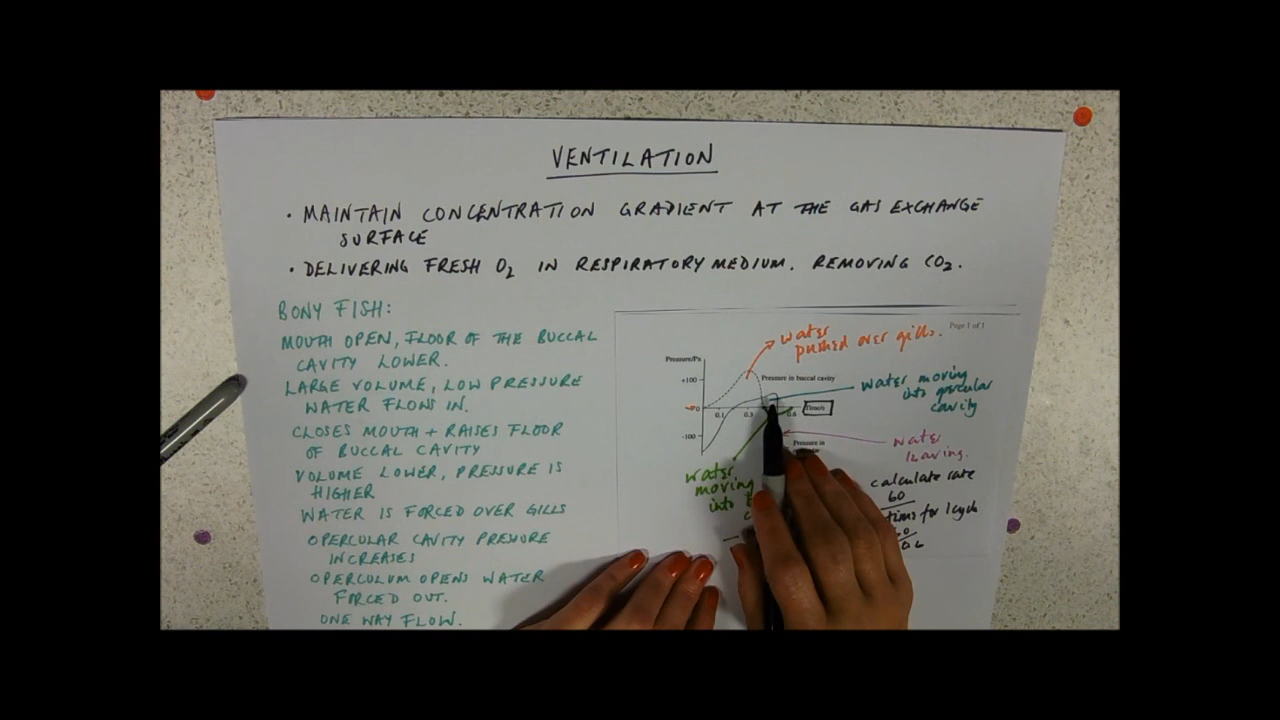 VENTILATION
• MAINTAIN CONCENTRATION GRADIENT AT THE GAS EXCHANGE
SURFACE
• DELIVERING FRESH O2 IN RESPIRATORY MEDIUM. REMOVING CO2.
BONY FISH:
MOUTH OPEN, FLOOR OF THE BUCCAL
CAVITY LOWER.
LARGE VOLUME, LOW PRESSURE
WATER FLOWS IN.
CLOSES MOUTH + RAISES FLOOR
OF BUCCAL CAVITY
VOLUME LOWER, PRESSURE IS
HIGHER
WATER IS FORCED OVER GILLS
OPERCULAR CAVITY PRESSURE
INCREASES
OPERCULUM OPENS WATER
FORCED OUT.
ONE WAY FLOW.
Page 1 of 1
water
pushed over gills.
Pressure/Pa
+100
Pressure in buccal cavity
water moving
into opercular
cavity
0
0.1
0.3
0.6
Time/s
-100
Pressure in
water
leaving.
water
moving
into
calculate rate
60
time for 1 cycle